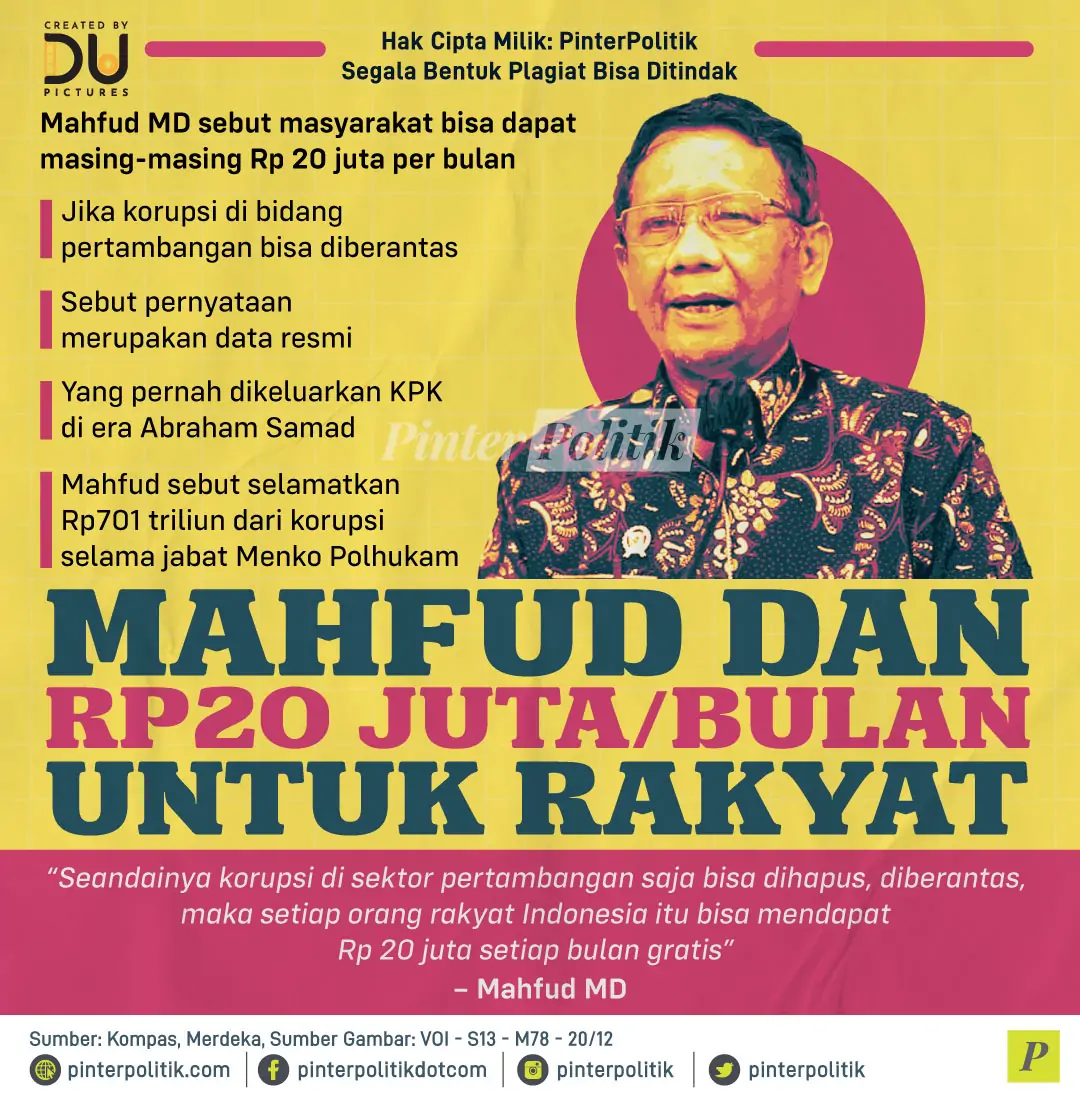 CREATED BY
DU
PICTURES
Hak Cipta Milik: PinterPolitik
Segala Bentuk Plagiat Bisa Ditindak
Mahfud MD sebut masyarakat bisa dapat
masing-masing Rp 20 juta per bulan
Jika korupsi di bidang
pertambangan bisa diberantas
Sebut pernyataan
merupakan data resmi
Yang pernah dikeluarkan KPK
di era Abraham Samad
Mahfud sebut selamatkan
Rp701 triliun dari korupsi
selama jabat Menko Polhukam
PinterPolitik
MAHFUD DAN
RP20 JUTA/BULAN
UNTUK RAKYAT
“Seandainya korupsi di sektor pertambangan saja bisa dihapus, diberantas,
maka setiap orang rakyat Indonesia itu bisa mendapat
Rp 20 juta setiap bulan gratis”
– Mahfud MD
Sumber: Kompas, Merdeka, Sumber Gambar: VOI - S13 - M78 - 20/12
pinterpolitik.com
pinterpolitikdotcom
pinterpolitik
pinterpolitik
P